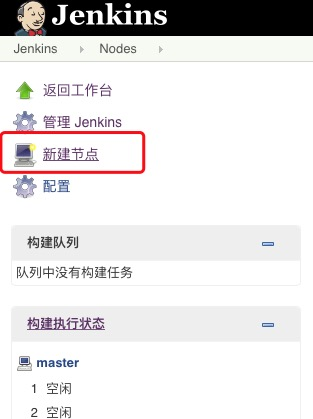 Jenkins
Jenkins Nodes
返回工作台
管理 Jenkins
新建节点
配置
构建队列
队列中没有构建任务
构建执行状态
master
1 空闲
2 空闲